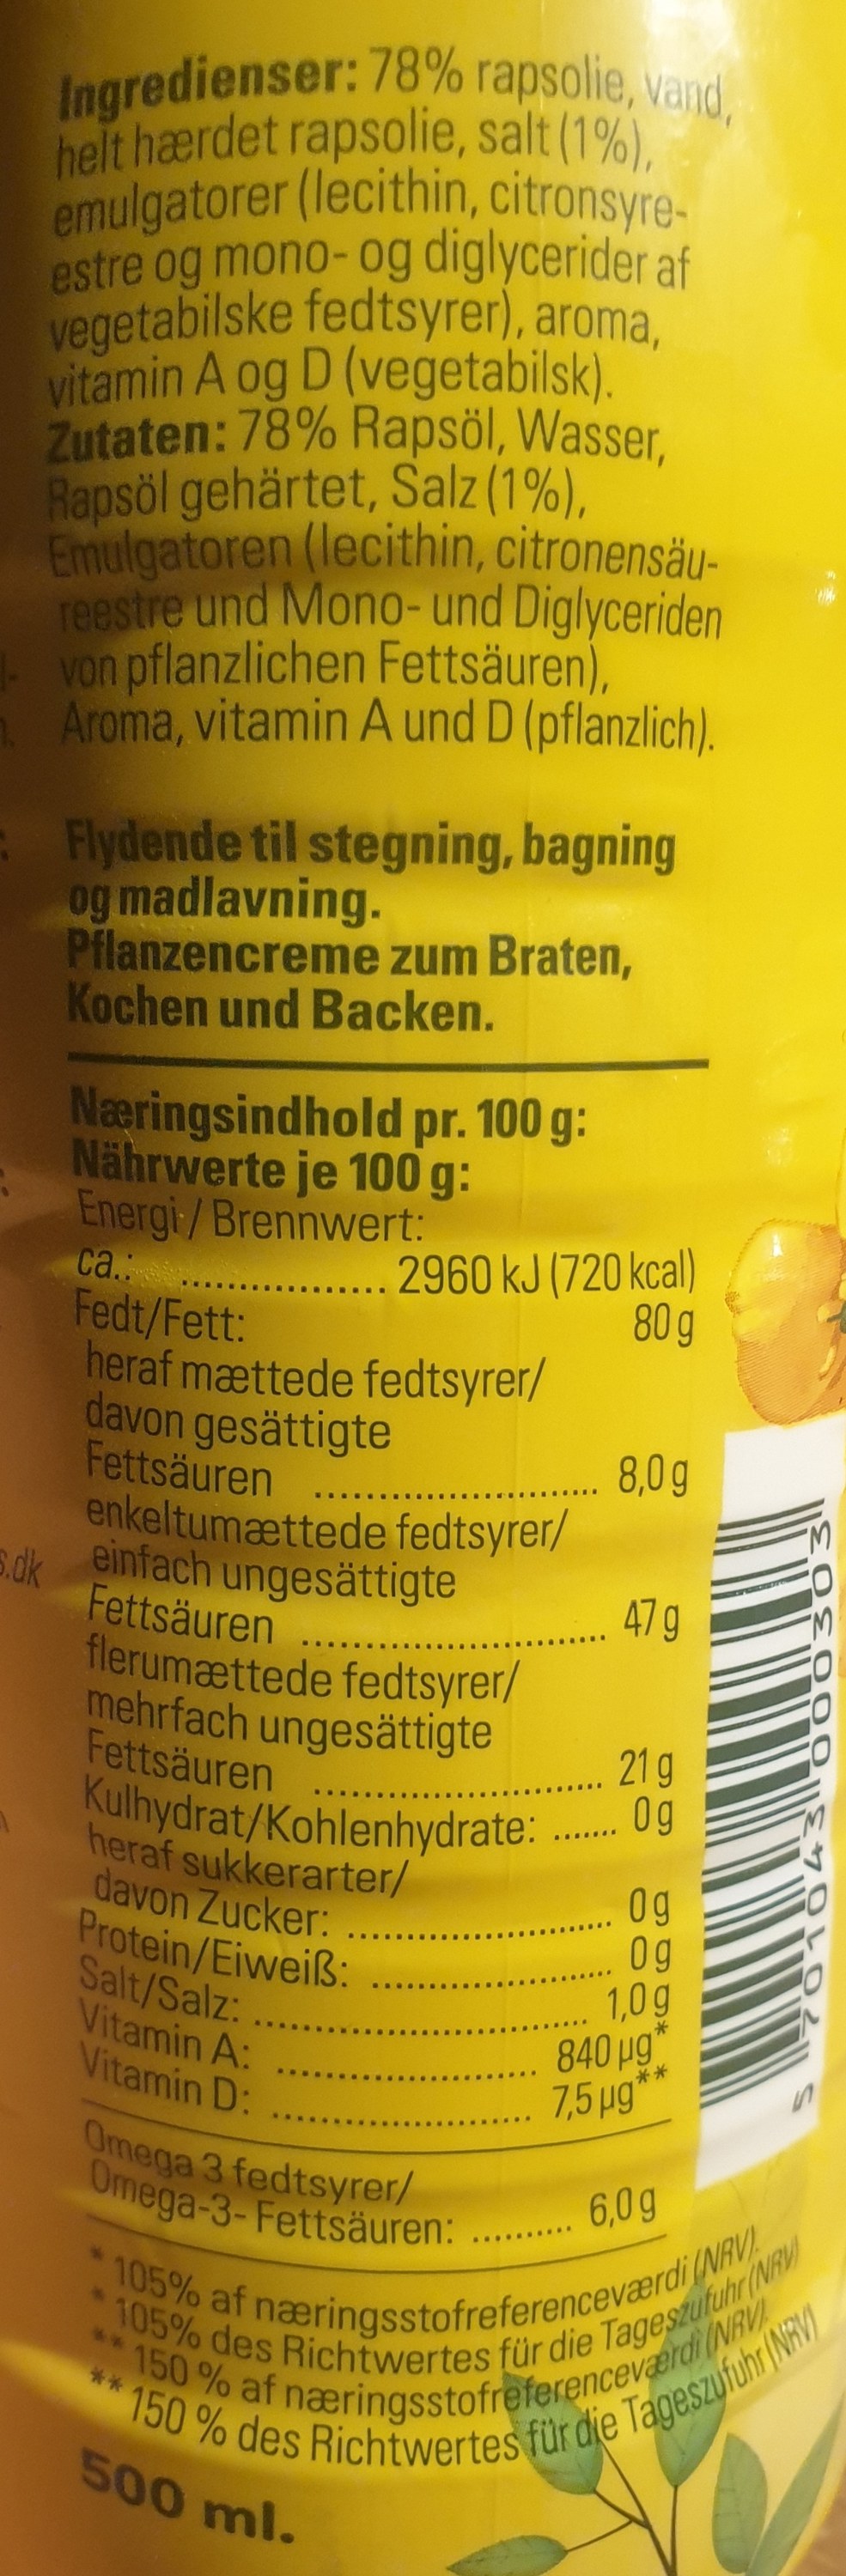 Ingredienser: 78% rapsolie, vand,
helt hærdet rapsolie, salt (1%),
emulgatorer (lecithin, citronsyre-
estre og mono- og diglycerider af
vegetabilske fedtsyrer), aroma,
vitamin A og D (vegetabilsk).
Zutaten: 78% Rapsöl, Wasser,
Rapsöl gehärtet, Salz (1%),
Emulgatoren (lecithin, citronensäu-
reestre und Mono- und Diglyceriden
von pflanzlichen Fettsäuren),
Aroma, vitamin A und D (pflanzlich).
Flydende til stegning, bagning
og madlavning.
Pflanzencreme zum Braten,
Kochen und Backen.
Næringsindhold pr. 100 g:
Nährwerte je 100 g:
Energi / Brennwert:
ca.: .................. 2960 kJ (720 kcal)
Fedt/Fett: 80 g
heraf mættede fedtsyrer/
davon gesättigte
Fettsäuren ......................... 8,0 g
enkeltumættede fedtsyrer/
einfach ungesättigte
Fettsäuren ........................... 47 g
flerumættede fedtsyrer/
mehrfach ungesättigte
Fettsäuren .......................... 21 g
Kulhydrat/Kohlenhydrate: ....... 0 g
heraf sukkerarter/
davon Zucker: ........................ 0 g
Protein/Eiweiß: ...................... 0 g
Salt/Salz: .............................. 1,0 g
Vitamin A: ........................ 840 µg*
Vitamin D: ........................ 7,5 µg**
Omega 3 fedtsyrer/
Omega-3- Fettsäuren: .......... 6,0 g
* 105% af næringsstofreferenceværdi (NRV).
* 105% des Richtwertes für die Tageszufuhr (NRV)
** 150 % af næringsstofreferenceværdi (NRV).
** 150 % des Richtwertes für die Tageszufuhr (NRV)
500 ml.
s.dk
5 701043 000303